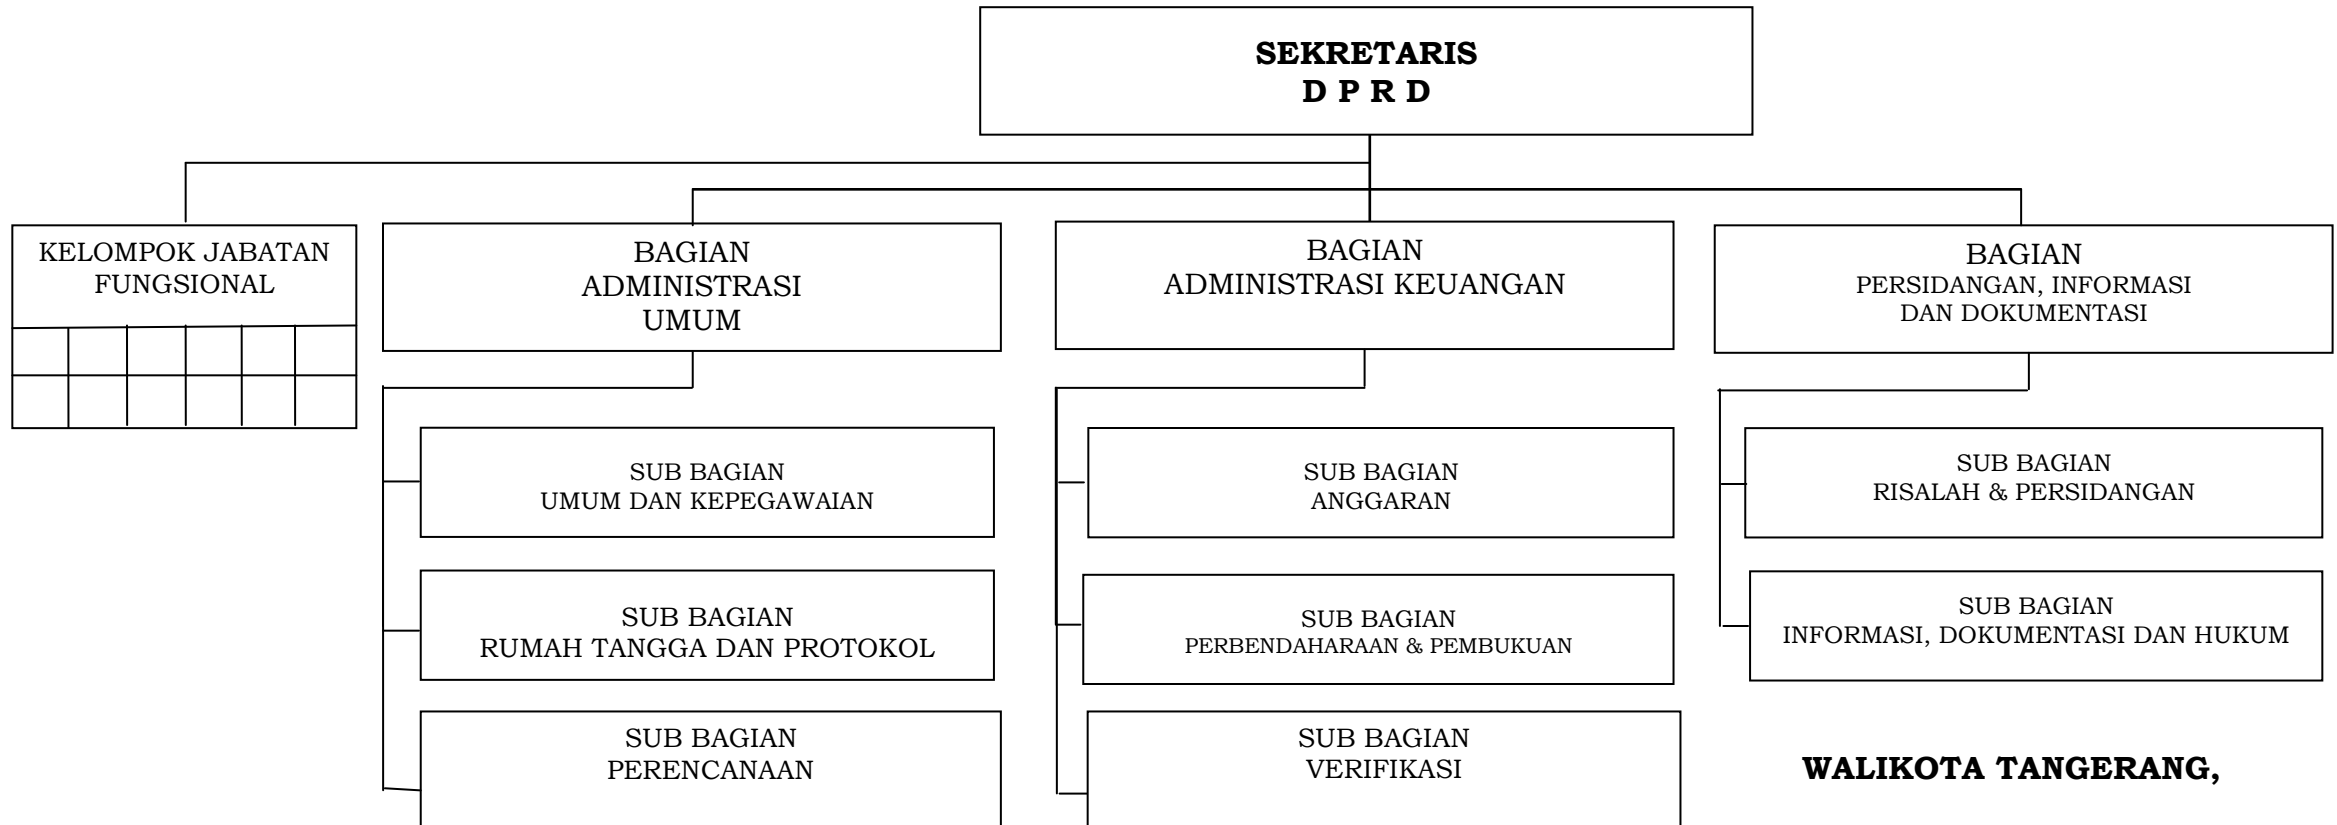 SEKRETARIS
D P R D
KELOMPOK JABATAN
FUNGSIONAL
BAGIAN
ADMINISTRASI
UMUM
BAGIAN
ADMINISTRASI KEUANGAN
BAGIAN
PERSIDANGAN, INFORMASI
DAN DOKUMENTASI
SUB BAGIAN
UMUM DAN KEPEGAWAIAN
SUB BAGIAN
ANGGARAN
SUB BAGIAN
RISALAH & PERSIDANGAN
SUB BAGIAN
RUMAH TANGGA DAN PROTOKOL
SUB BAGIAN
PERBENDAHARAAN & PEMBUKUAN
SUB BAGIAN
INFORMASI, DOKUMENTASI DAN HUKUM
SUB BAGIAN
PERENCANAAN
SUB BAGIAN
VERIFIKASI
WALIKOTA TANGERANG,